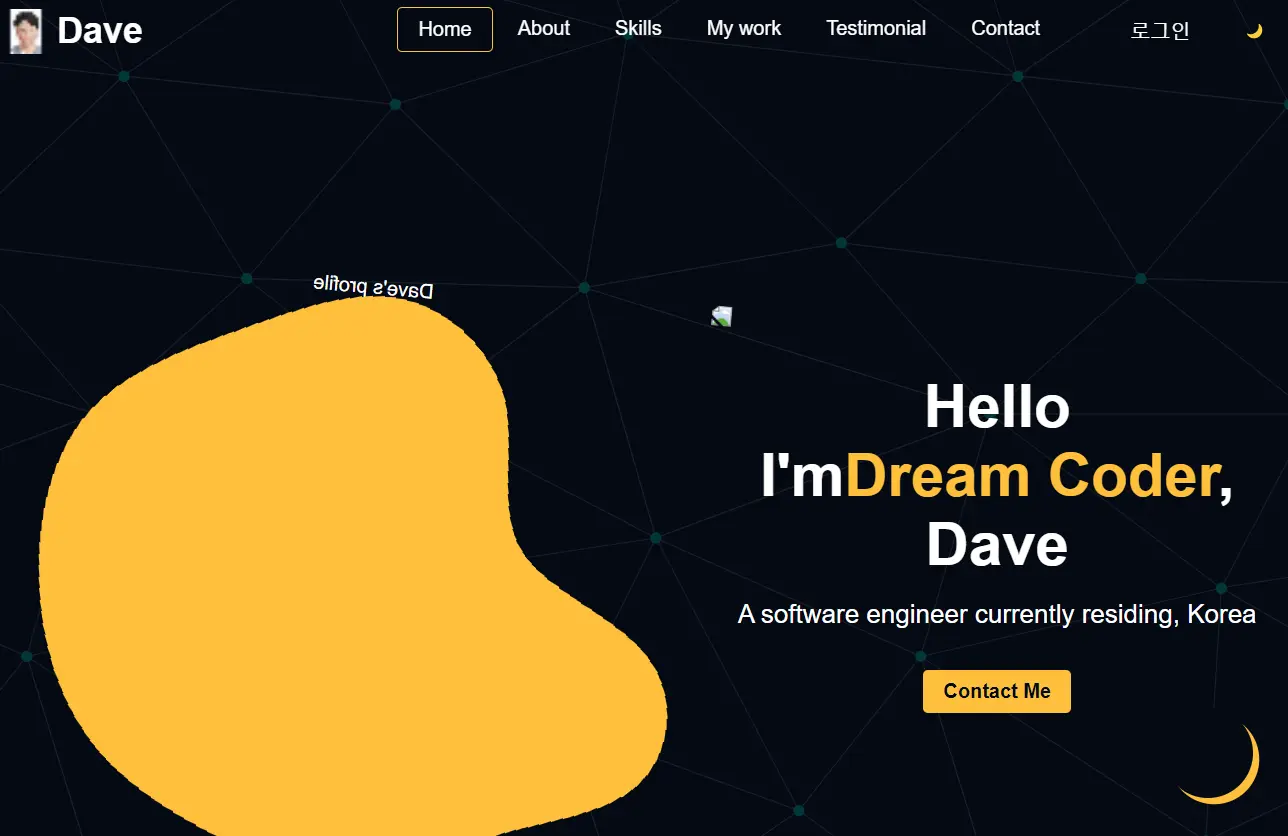 Dave
Home About Skills My work Testimonial Contact 로그인
Dave's profile
Hello
I'mDream Coder,
Dave
A software engineer currently residing, Korea
Contact Me